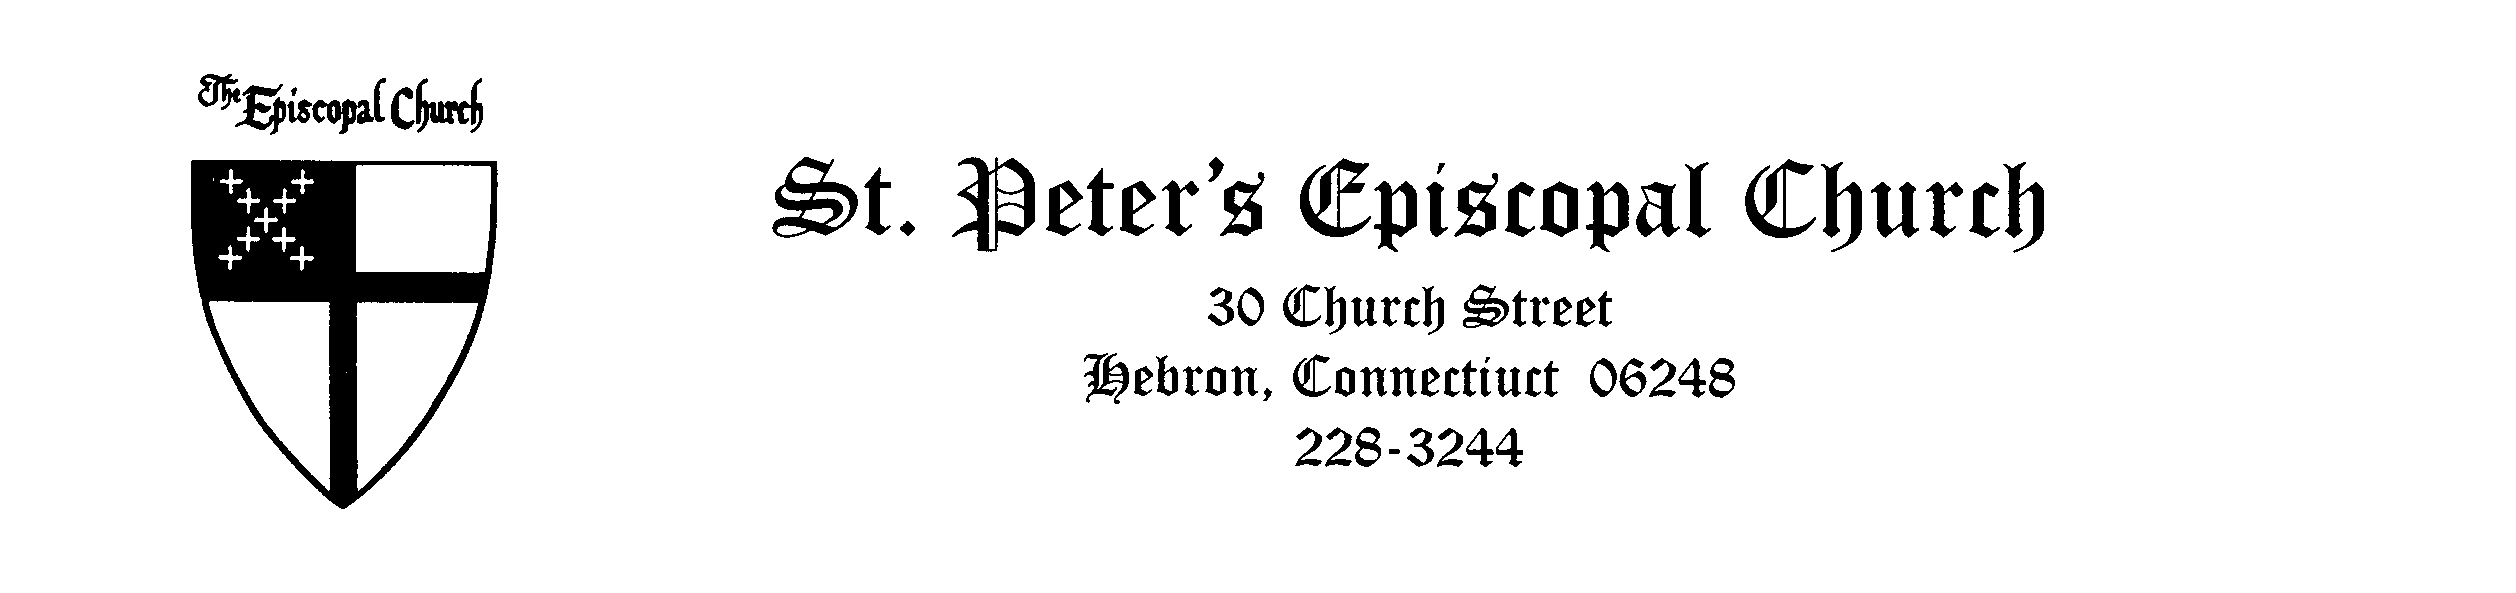 The Episcopal Church
St. Peter's Episcopal Church
30 Church Street
Hebron, Connectiuct 06248
228-3244